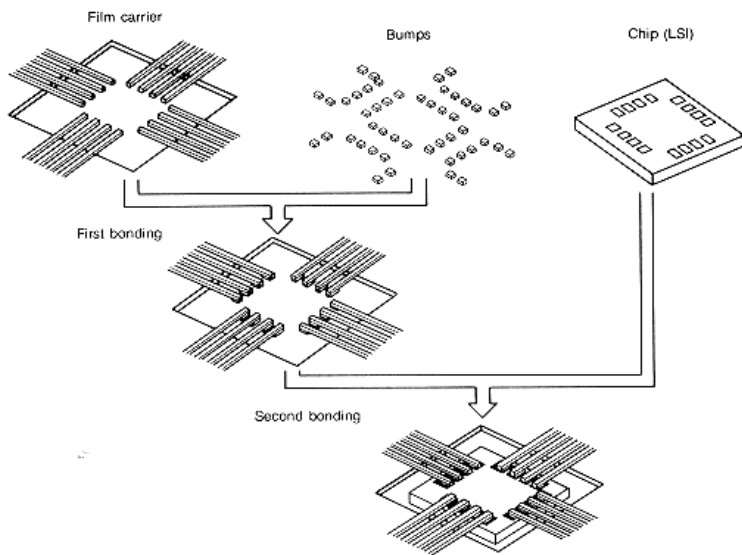 Film carrier
Bumps
Chip (LSI)
First bonding
Second bonding